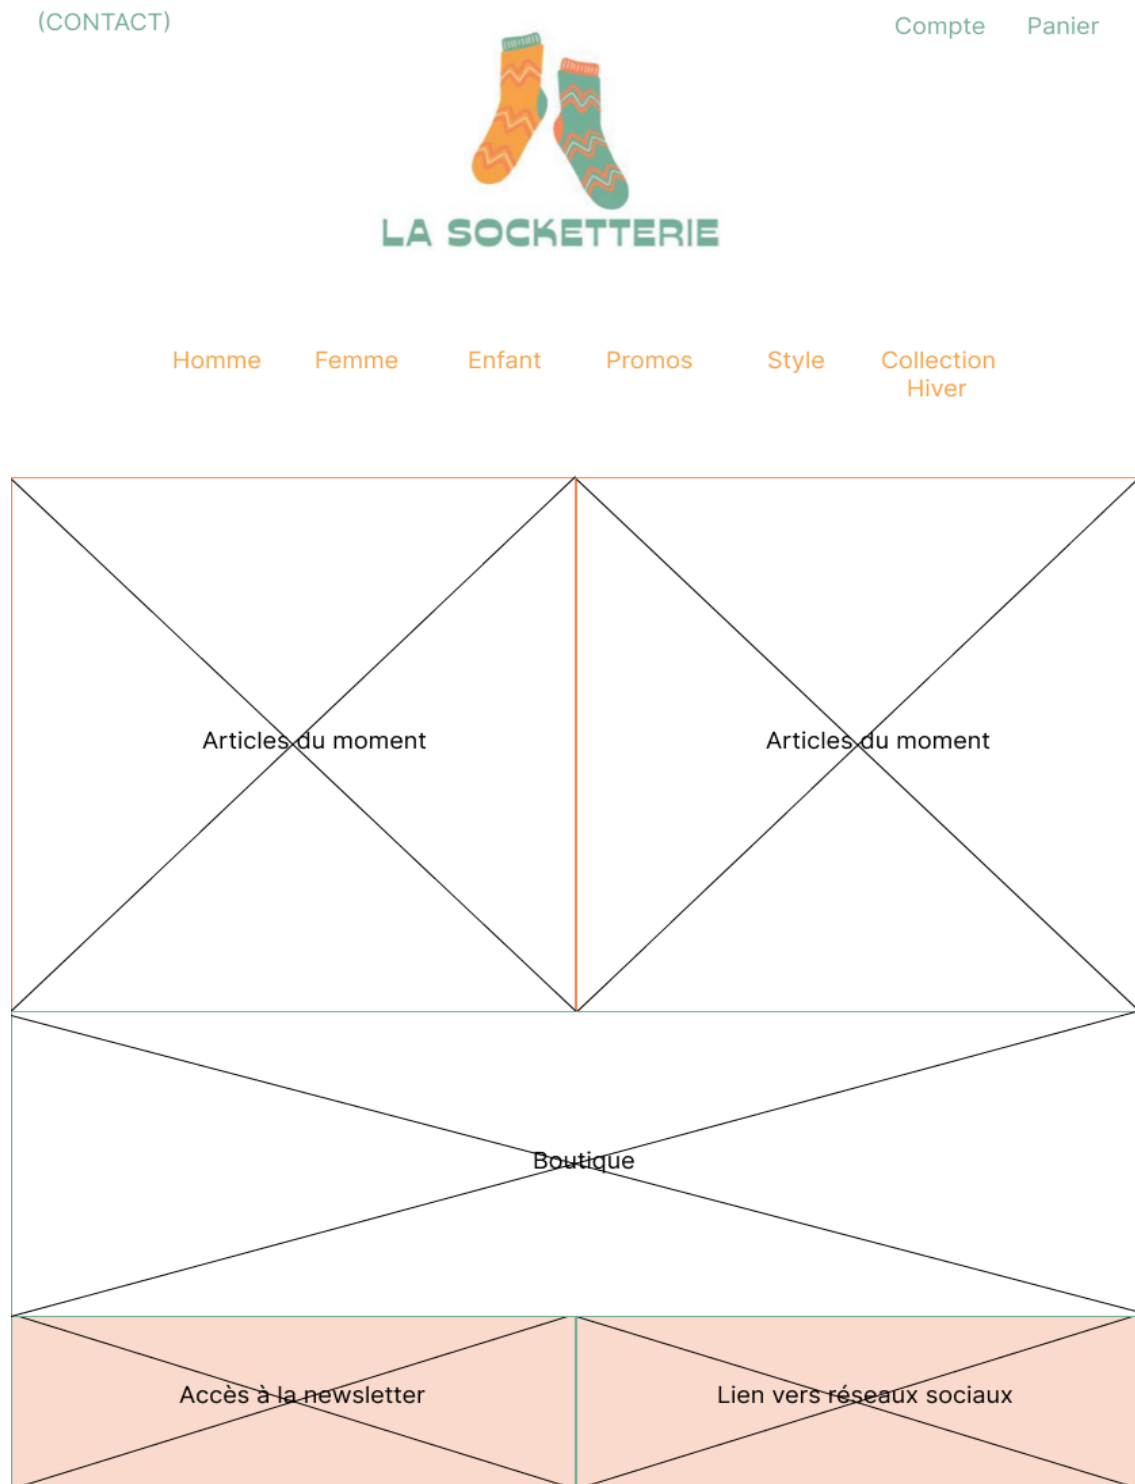 (CONTACT)
Compte
Panier
LA SOCKETTERIE
Homme
Femme
Enfant
Promos
Style
Collection
Hiver
Articles du moment
Articles du moment
Boutique
Accès à la newsletter
Lien vers réseaux sociaux